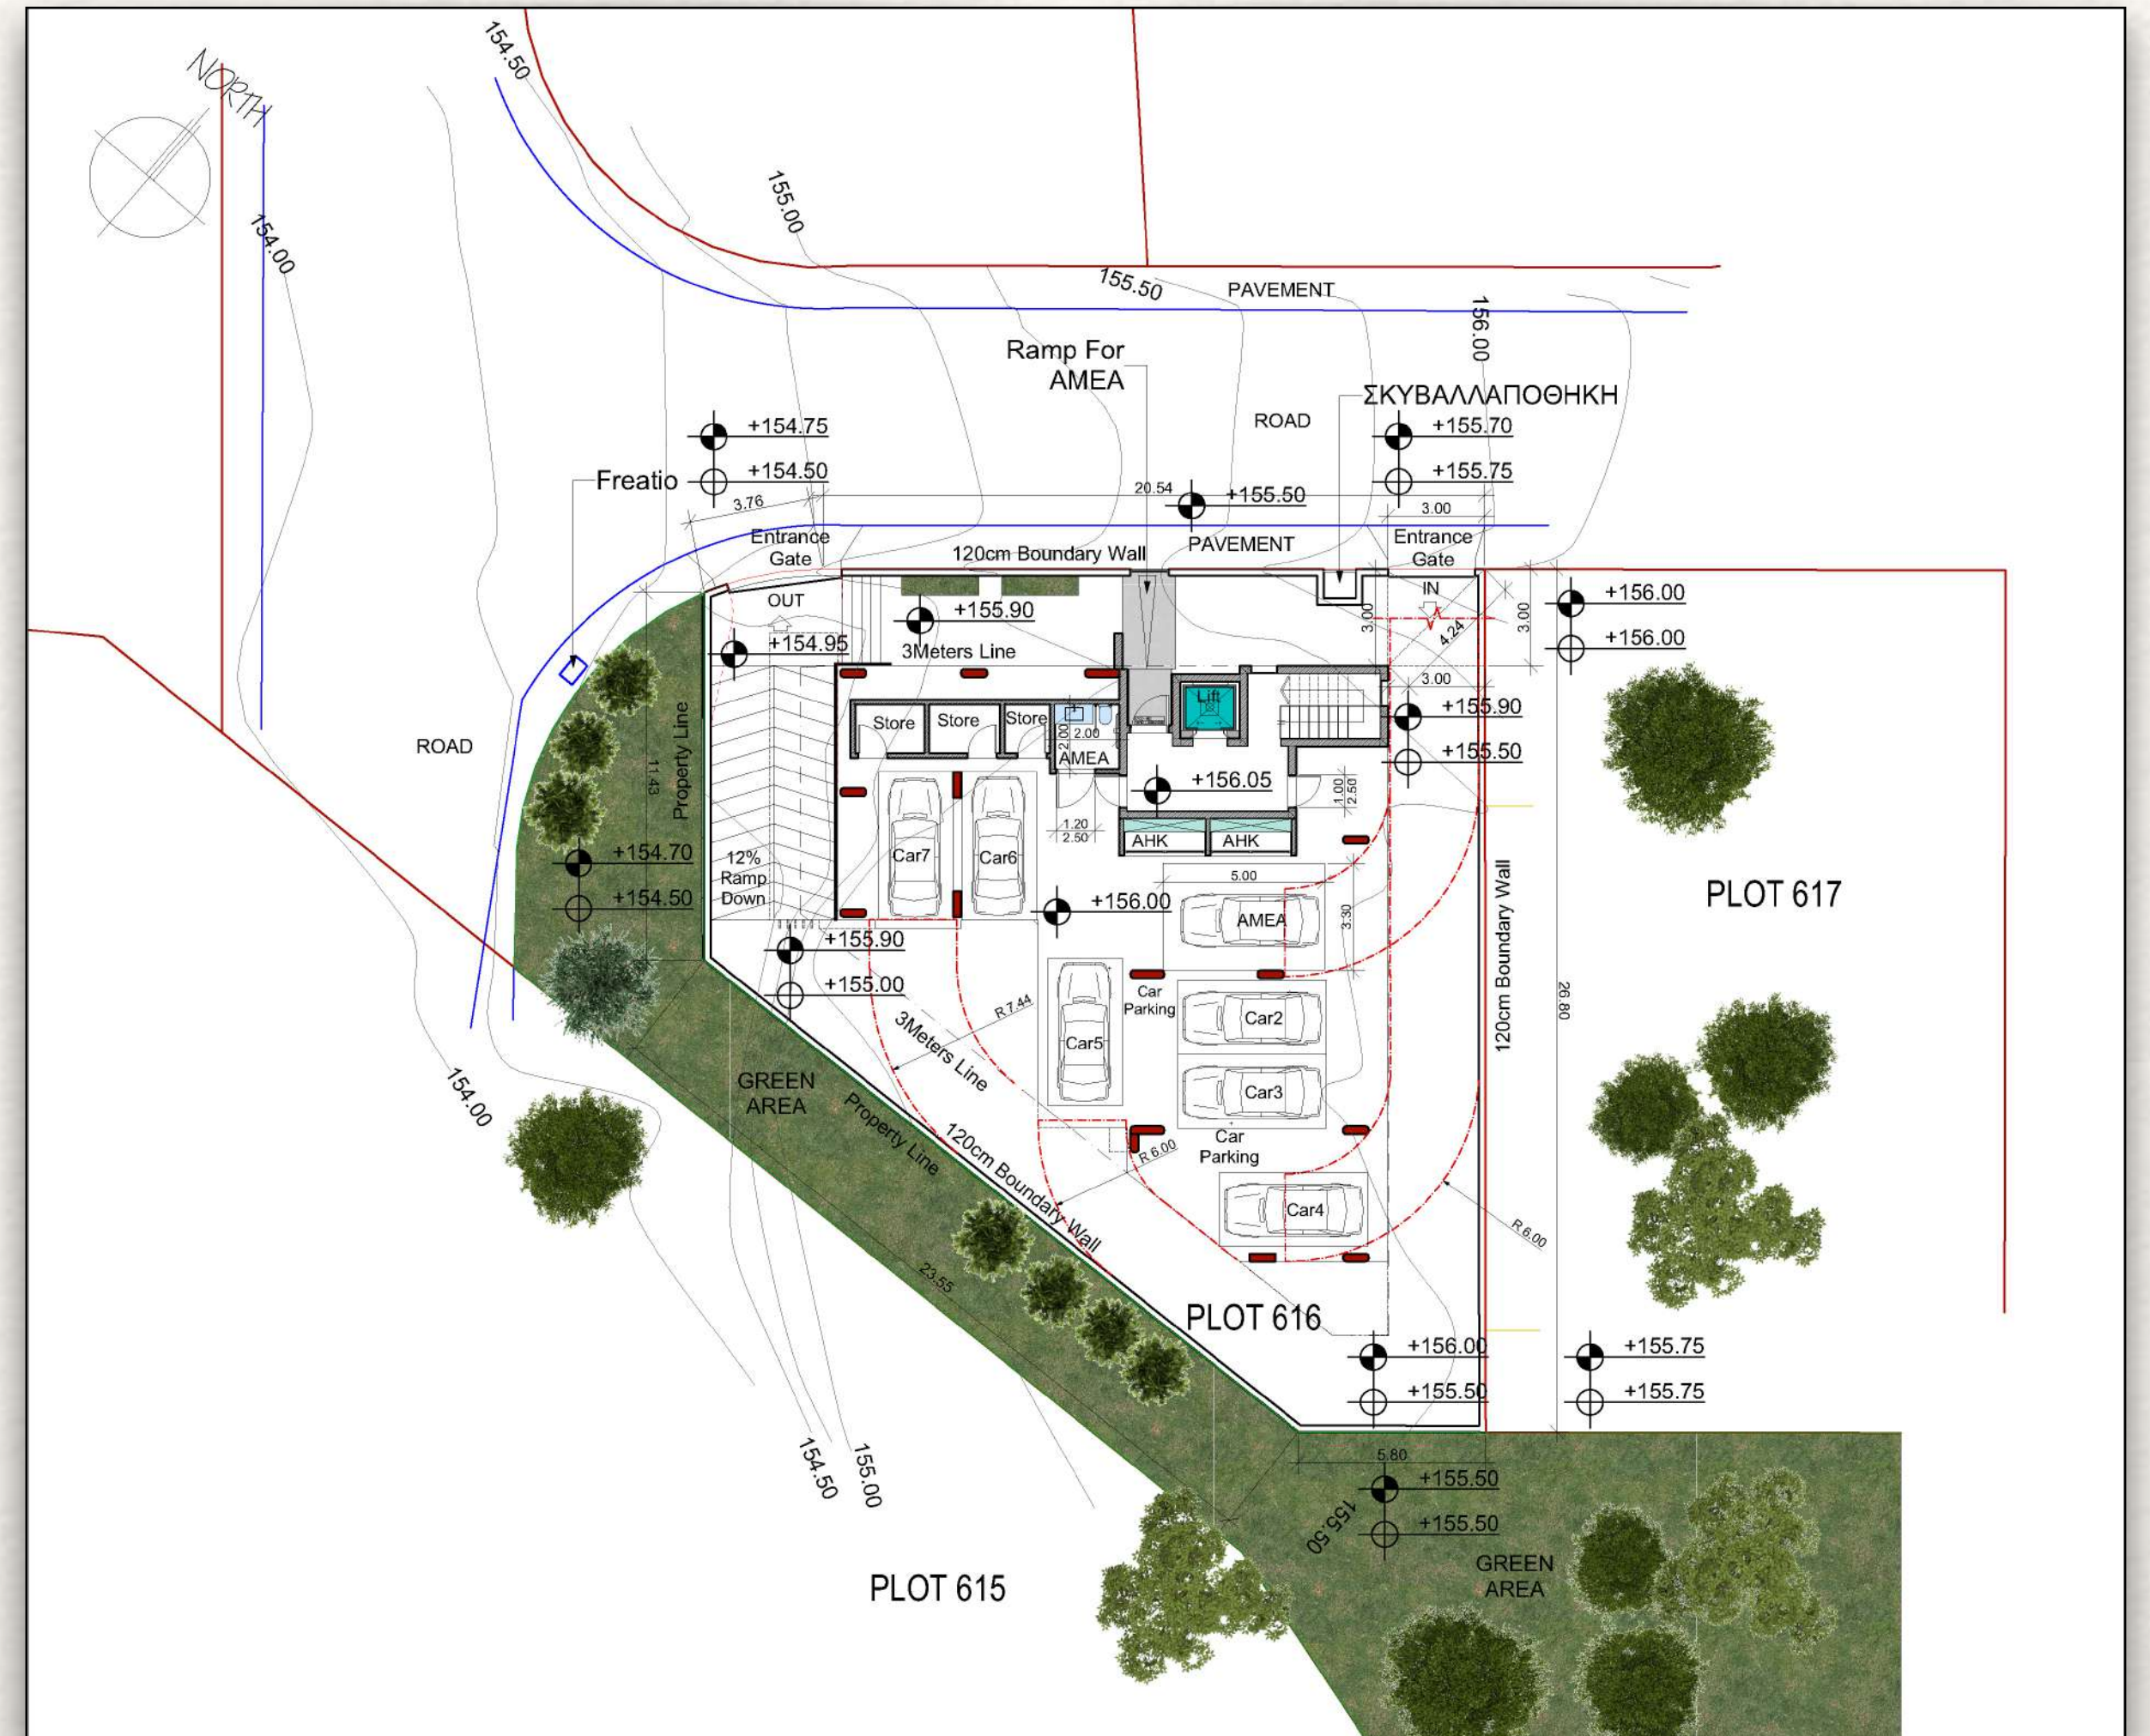 NORTH
154.50
154.00
155.00
155.50
PAVEMENT
156.00
Ramp For
AMEA
ΣΚΥΒΑΛΛΑΠΟΘΗΚΗ
ROAD
+154.75
+154.50
+155.70
+155.75
Freatio
3.76
20.54
+155.50
3.00
Entrance
Gate
120cm Boundary Wall
PAVEMENT
Entrance
Gate
OUT
IN
+155.90
3.00
4.24
3.00
+156.00
+156.00
+154.95
3Meters Line
3.00
Lift
+155.90
+155.50
Store
Store
Store
2.00
2.00
AMEA
ROAD
11.43
Property Line
+156.05
1.00
2.50
1.20
2.50
AHK
AHK
Car7
Car6
12%
Ramp
Down
+154.70
+154.50
5.00
3.30
AMEA
+156.00
120cm Boundary Wall
PLOT 617
+155.90
+155.00
26.80
Car
Parking
R 7.44
3Meters Line
Car5
Car2
Car3
154.00
GREEN
AREA
Property Line
120cm Boundary Wall
R 6.00
Car
Parking
Car4
R 6.00
23.55
PLOT 616
+156.00
+155.50
+155.75
+155.75
154.50
155.00
5.80
+155.50
+155.50
155.50
GREEN
AREA
PLOT 615